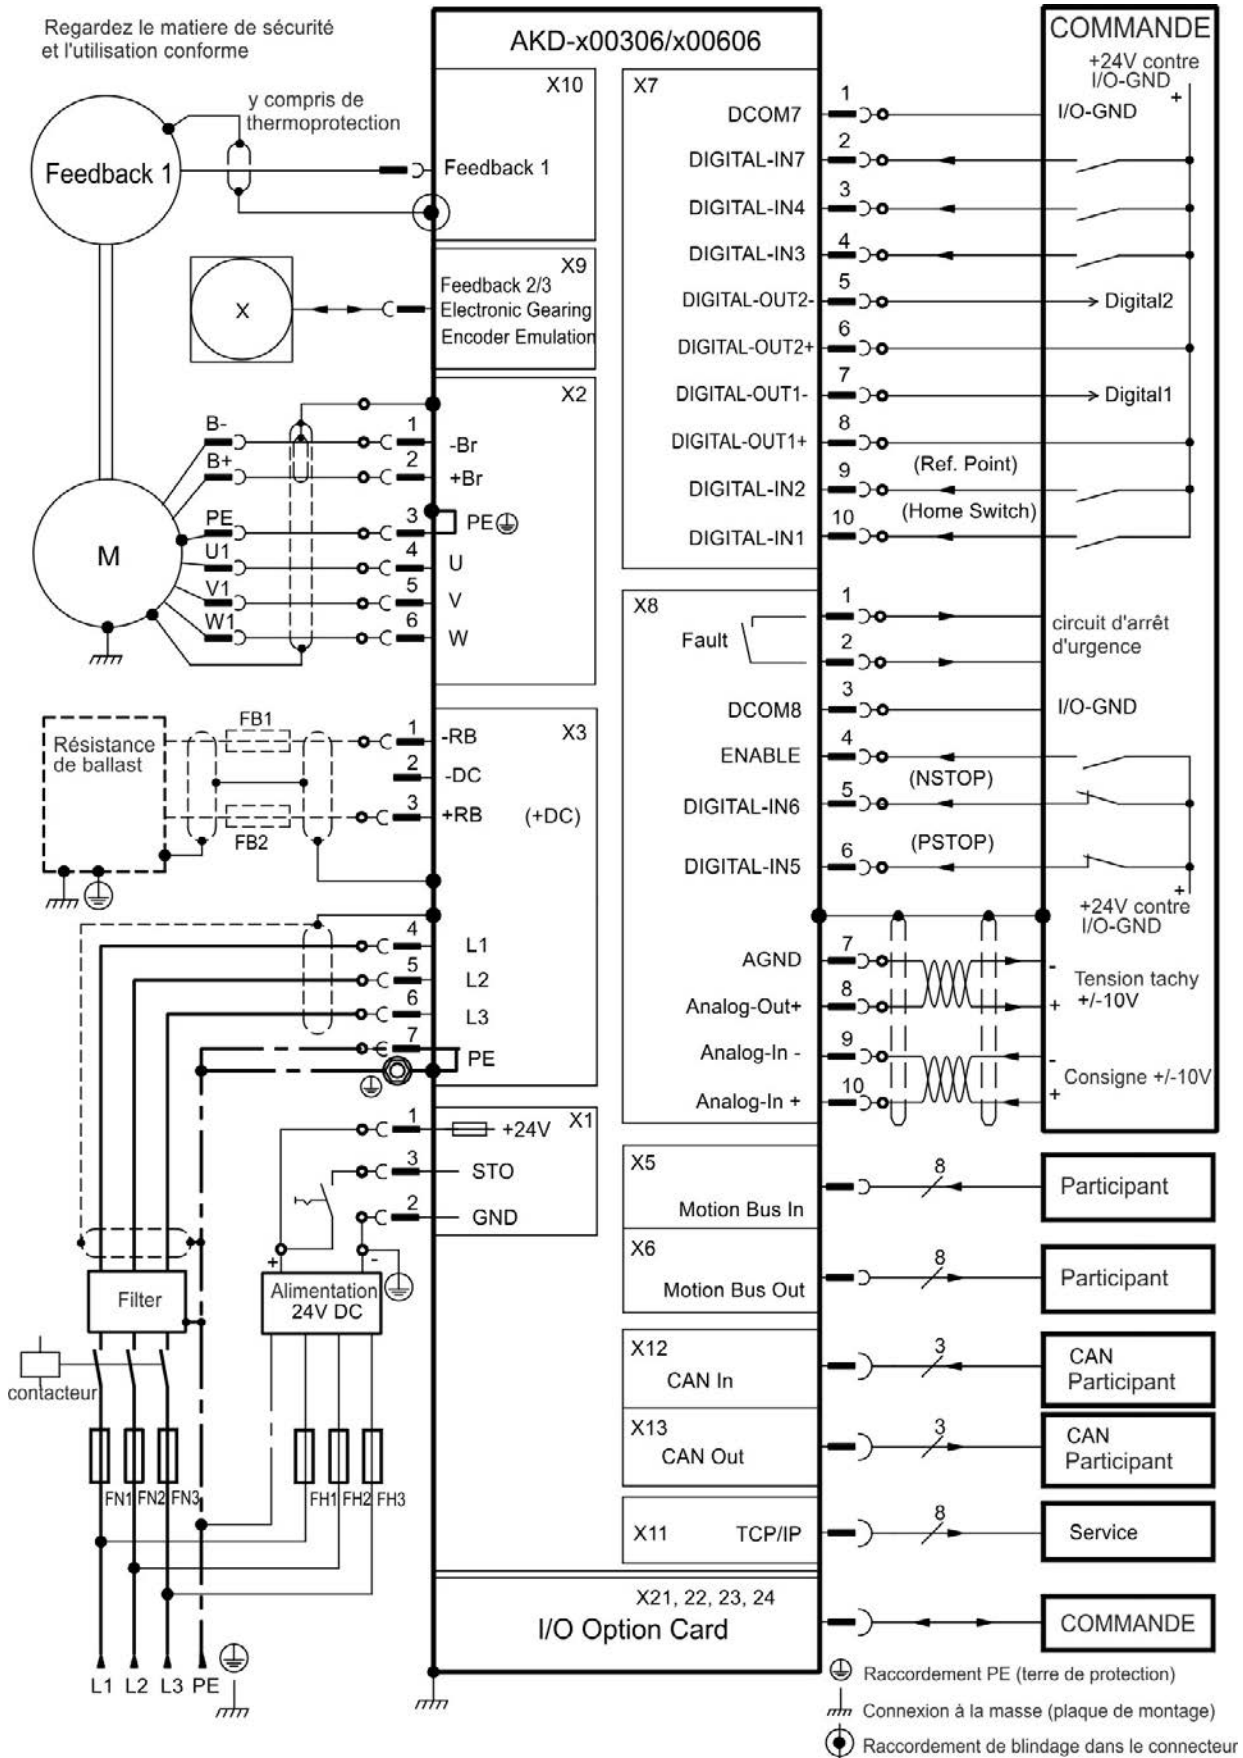 Regardez le matiere de sécurité
et l'utilisation conforme
AKD-x00306/x00606
COMMANDE
+24V contre
I/O-GND
+
X10
y compris de
thermoprotection
Feedback 1
Feedback 1
X9
Feedback 2/3
Electronic Gearing
Encoder Emulation
X
X2
B- 1 -Br
B+ 2 +Br
PE 3 PE
U1 4 U
V1 5 V
W1 6 W
M
X3
Résistance
de ballast
FB1
FB2
1 -RB
2 -DC
3 +RB (+DC)
4 L1
5 L2
6 L3
7 PE
X1
1 +24V
3 STO
2 GND
+ -
Alimentation
24V DC
Filter
contacteur
FN1 FN2 FN3
FH1 FH2 FH3
L1 L2 L3 PE
X7
DCOM7 1 I/O-GND
DIGITAL-IN7 2
DIGITAL-IN4 3
DIGITAL-IN3 4
DIGITAL-OUT2- 5 Digital2
DIGITAL-OUT2+ 6
DIGITAL-OUT1- 7 Digital1
DIGITAL-OUT1+ 8
DIGITAL-IN2 9 (Ref. Point)
DIGITAL-IN1 10 (Home Switch)
X8
Fault
1
2
circuit d'arrêt
d'urgence
DCOM8 3 I/O-GND
ENABLE 4
DIGITAL-IN6 5 (NSTOP)
DIGITAL-IN5 6 (PSTOP)
+
+24V contre
I/O-GND
AGND 7 -
Tension tachy
+/-10V
Analog-Out+ 8 +
Analog-In - 9 -
Consigne +/-10V
Analog-In + 10 +
X5
Motion Bus In
8
Participant
X6
Motion Bus Out
8
Participant
X12
CAN In
3
CAN
Participant
X13
CAN Out
3
CAN
Participant
X11 TCP/IP
8
Service
X21, 22, 23, 24
I/O Option Card
COMMANDE
Raccordement PE (terre de protection)
Connexion à la masse (plaque de montage)
Raccordement de blindage dans le connecteur